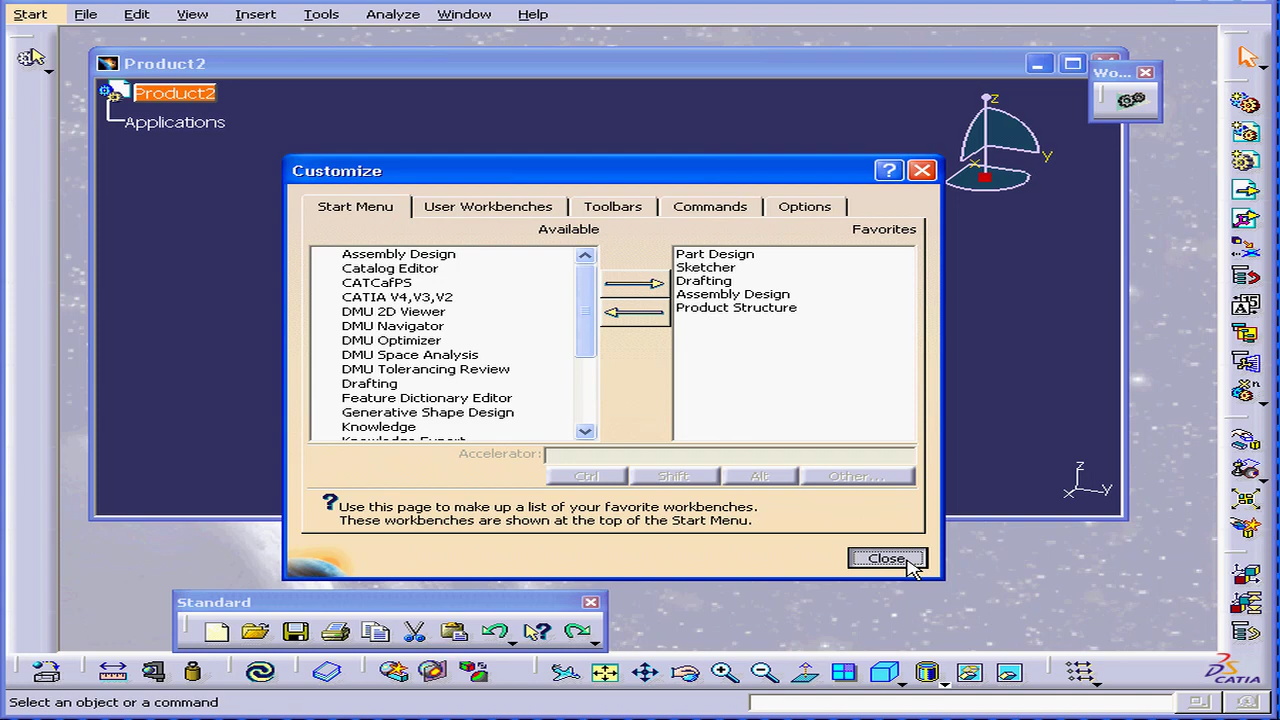 Start File Edit View Insert Tools Analyze Window Help
Product2
Wo...
Product2
Applications
z
y
x
Customize
Start Menu User Workbenches Toolbars Commands Options
Available Favorites
Assembly Design
Catalog Editor
CATCafPS
CATIA V4,V3,V2
DMU 2D Viewer
DMU Navigator
DMU Optimizer
DMU Space Analysis
DMU Tolerancing Review
Drafting
Feature Dictionary Editor
Generative Shape Design
Knowledge
Knowledge Expert
Part Design
Sketcher
Drafting
Assembly Design
Product Structure
Accelerator:
Ctrl Shift Alt Other...
Use this page to make up a list of your favorite workbenches.
These workbenches are shown at the top of the Start Menu.
Close
z
x y
Standard
CATIA
Select an object or a command